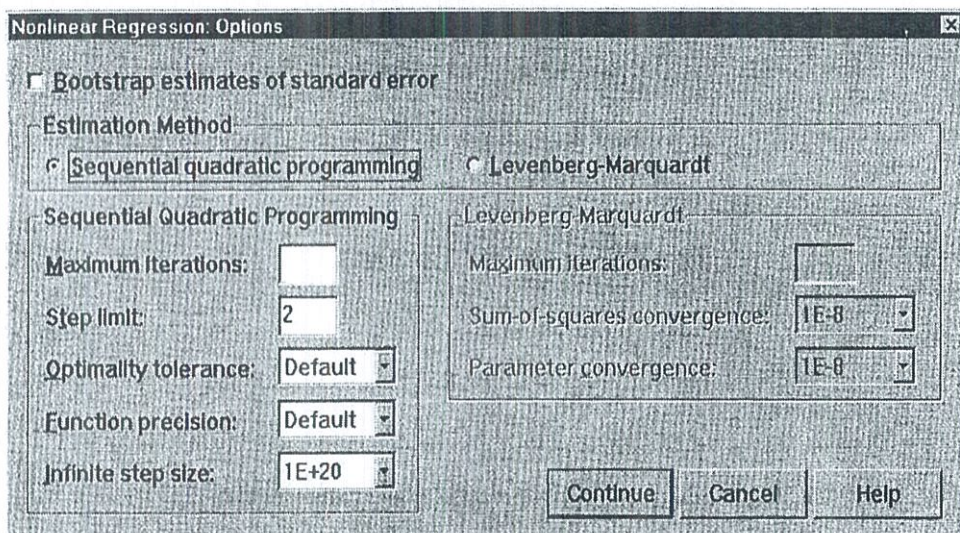 Nonlinear Regression: Options
Bootstrap estimates of standard error
Estimation Method
Sequential quadratic programming
Levenberg-Marquardt
Sequential Quadratic Programming
Maximum iterations:
Step limit: 2
Optimality tolerance: Default
Function precision: Default
Infinite step size: 1E+20
Levenberg-Marquardt
Maximum iterations:
Sum-of-squares convergence: 1E-8
Parameter convergence: 1E-8
Continue Cancel Help